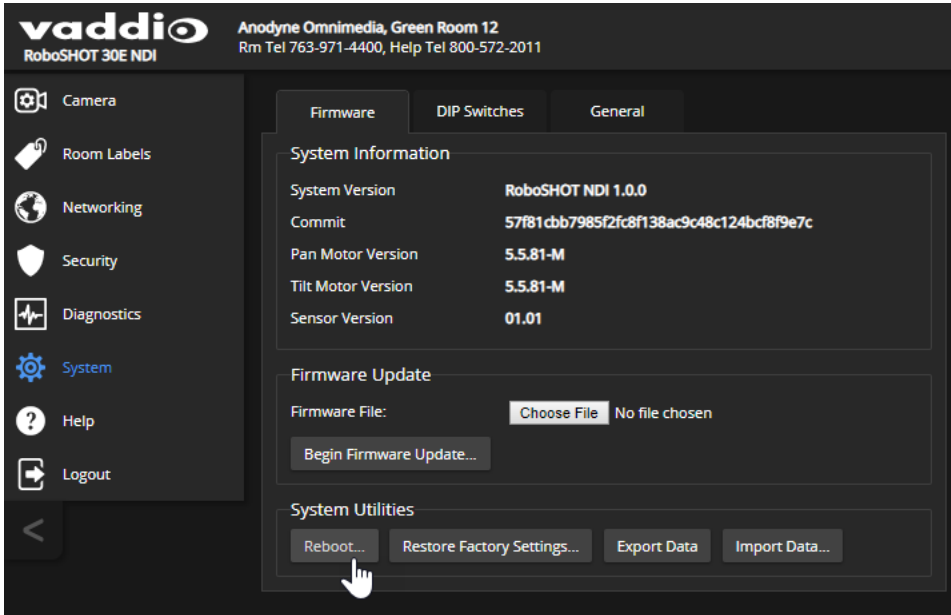 vaddio
RoboSHOT 30E NDI
Anodyne Omnimedia, Green Room 12
Rm Tel 763-971-4400, Help Tel 800-572-2011
Camera
Room Labels
Networking
Security
Diagnostics
System
Help
Logout
<
Firmware DIP Switches General
System Information
System Version RoboSHOT NDI 1.0.0
Commit 57f81cbb7985f2fc8f138ac9c48c124bcf8f9e7c
Pan Motor Version 5.5.81-M
Tilt Motor Version 5.5.81-M
Sensor Version 01.01
Firmware Update
Firmware File: Choose File No file chosen
Begin Firmware Update...
System Utilities
Reboot... Restore Factory Settings... Export Data Import Data...